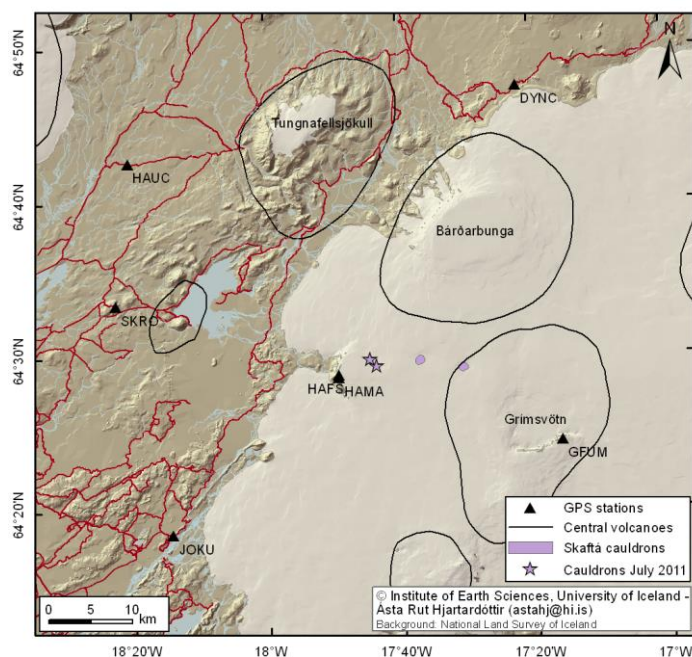 64°50'N
N
DYNC
Tungnafellsjökull
HAUC
64°40'N
Bárðarbunga
SKRO
64°30'N
HAFS HAMA
Grimsvötn
GFUM
64°20'N
JOKU
GPS stations
Central volcanoes
Skaftá cauldrons
Cauldrons July 2011
© Institute of Earth Sciences, University of Iceland -
Ásta Rut Hjartardóttir (astahj@hi.is)
Background: National Land Survey of Iceland
0 5 10
km
18°20'W 18°W 17°40'W 17°20'W 17°W